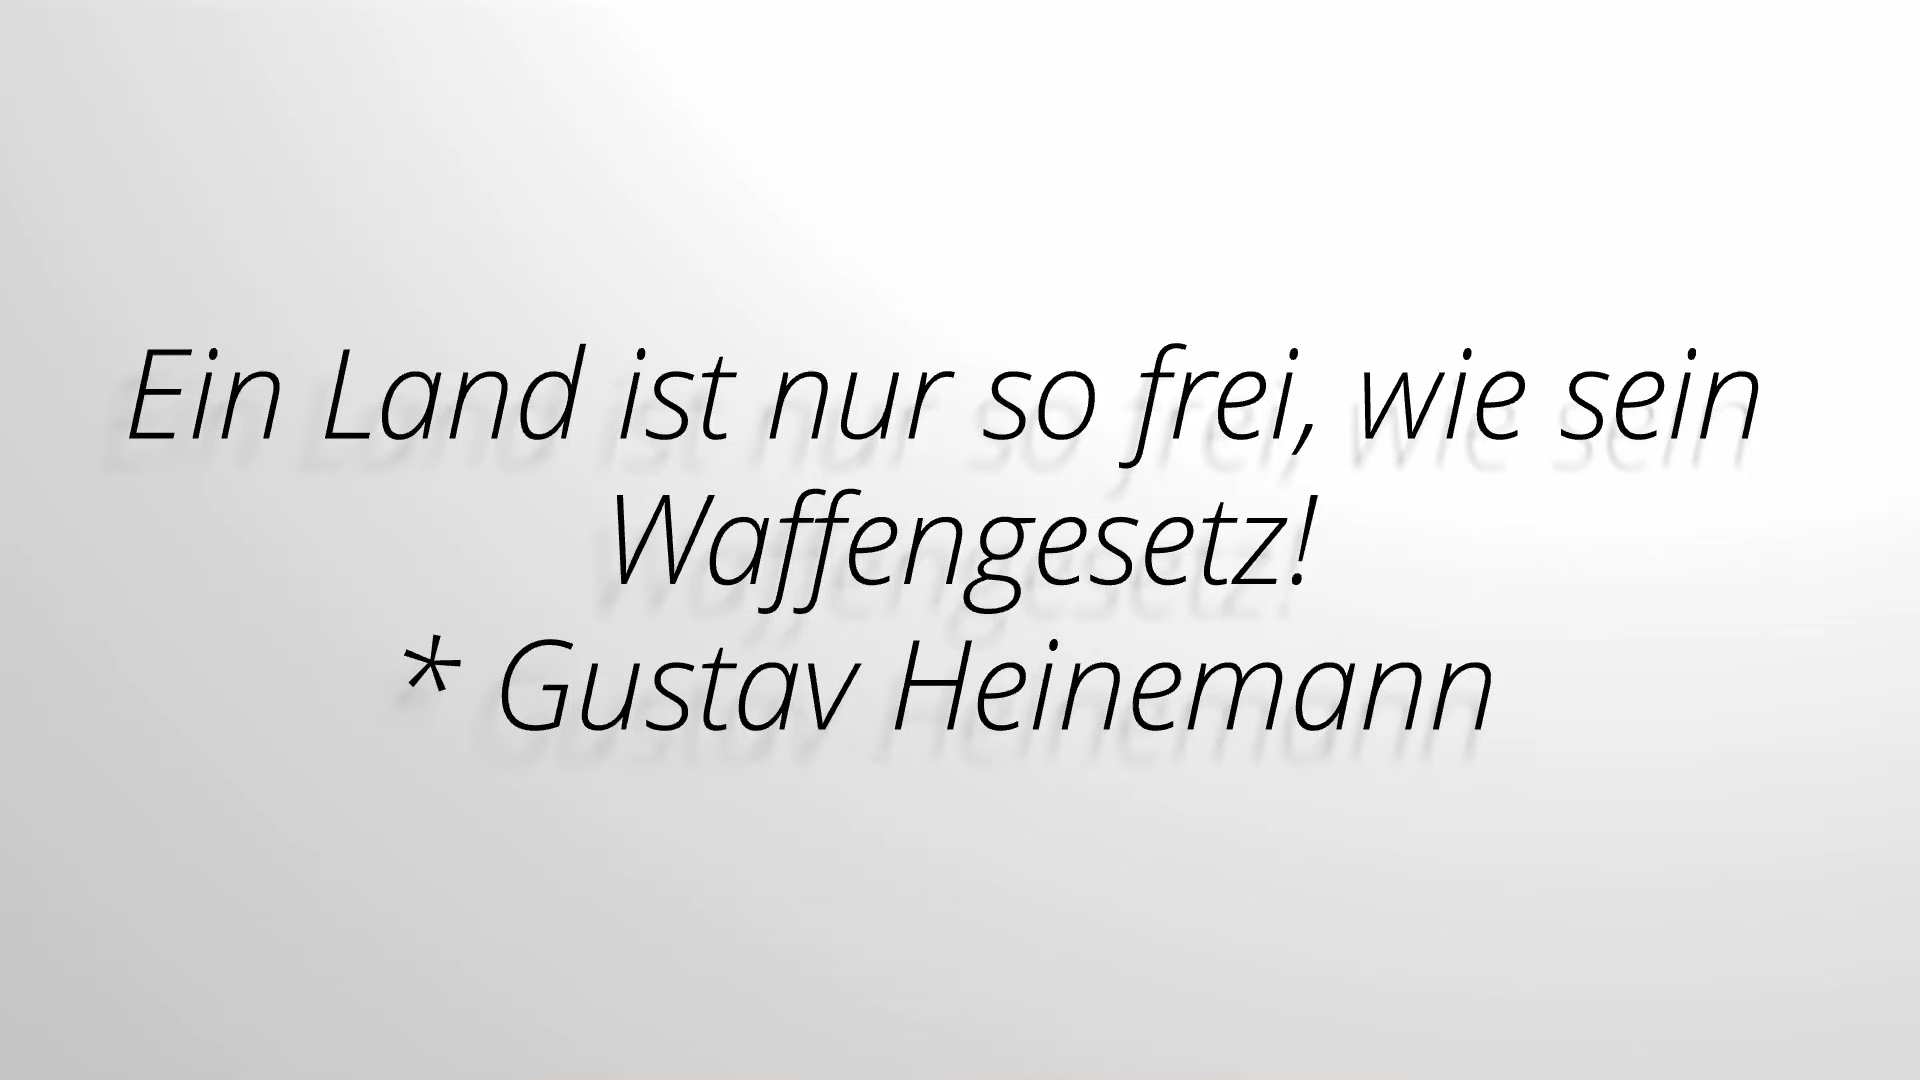 Ein Land ist nur so frei, wie sein
Waffengesetz!
* Gustav Heinemann